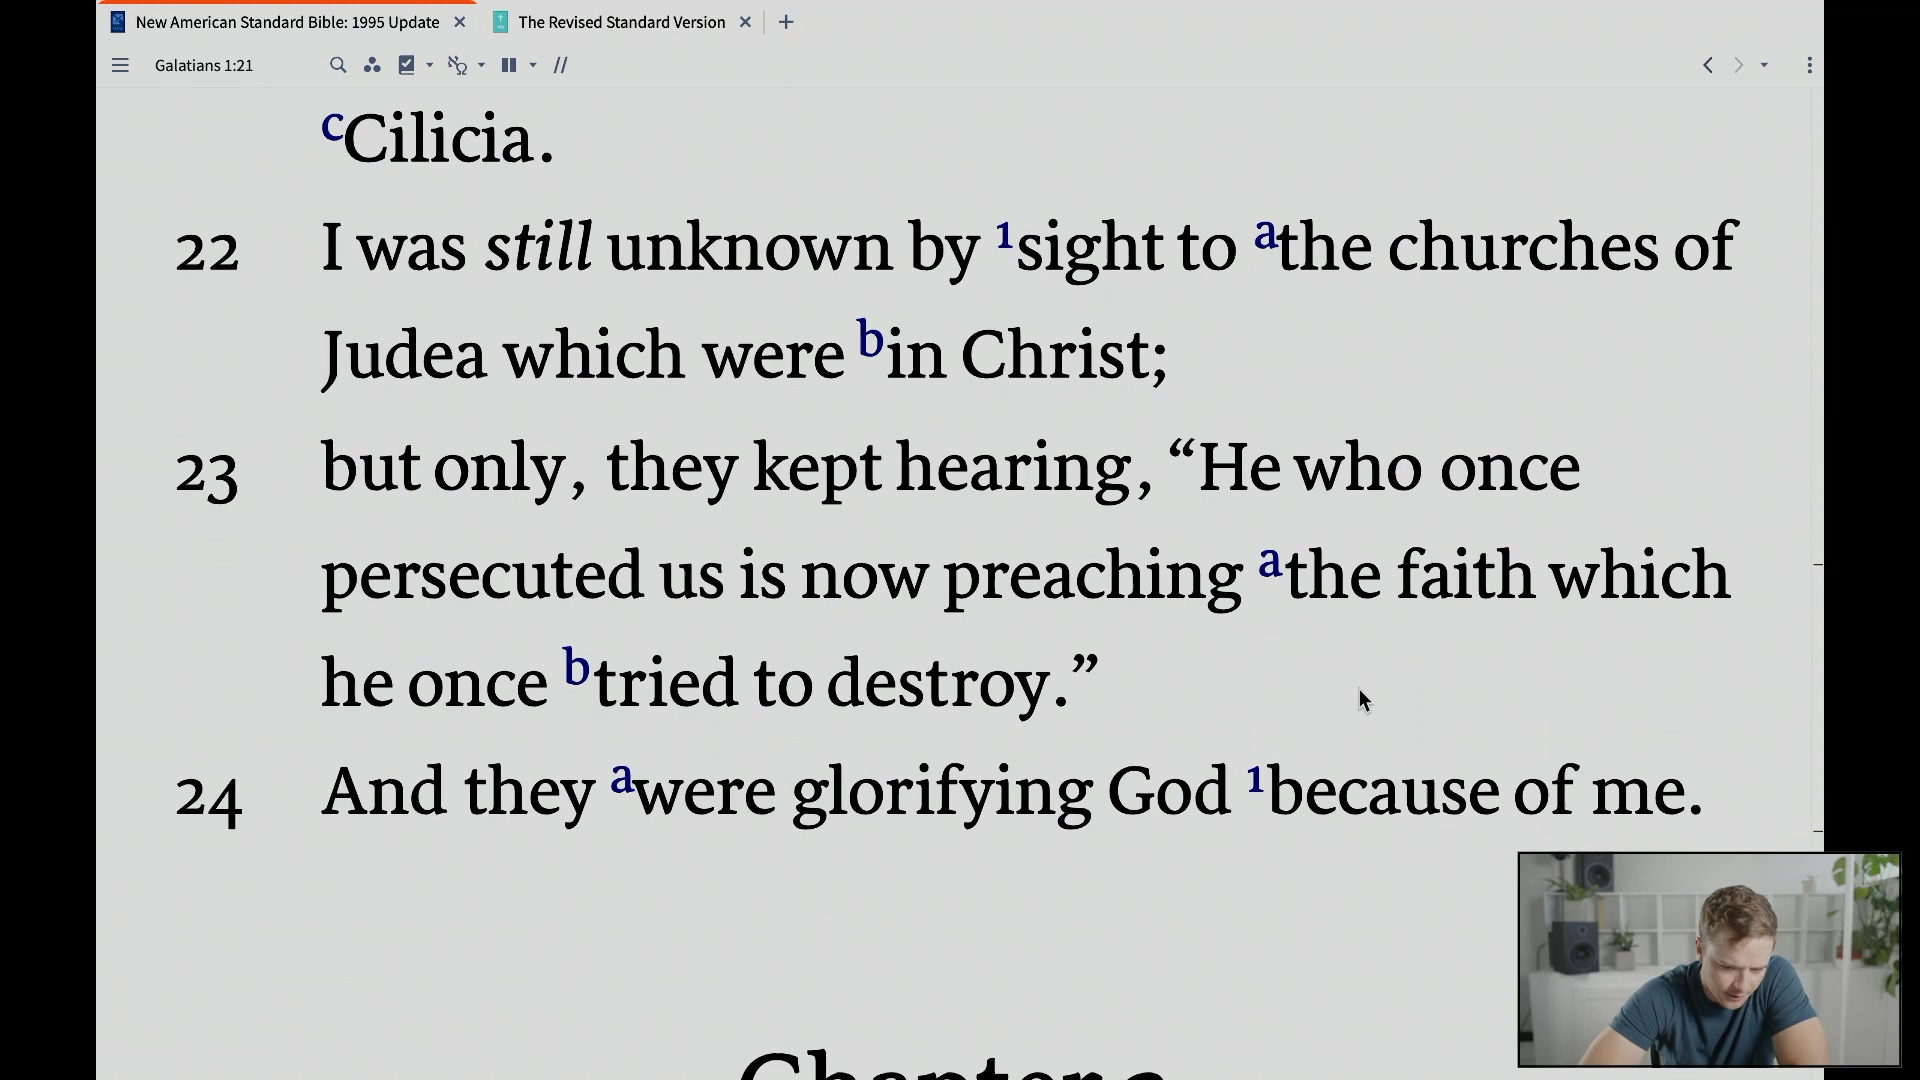 New American Standard Bible: 1995 Update The Revised Standard Version
Galatians 1:21
cCilicia.
22 I was still unknown by 1sight to athe churches of
Judea which were bin Christ;
23 but only, they kept hearing, “He who once
persecuted us is now preaching athe faith which
he once btried to destroy.”
24 And they awere glorifying God 1because of me.
Chapter 2